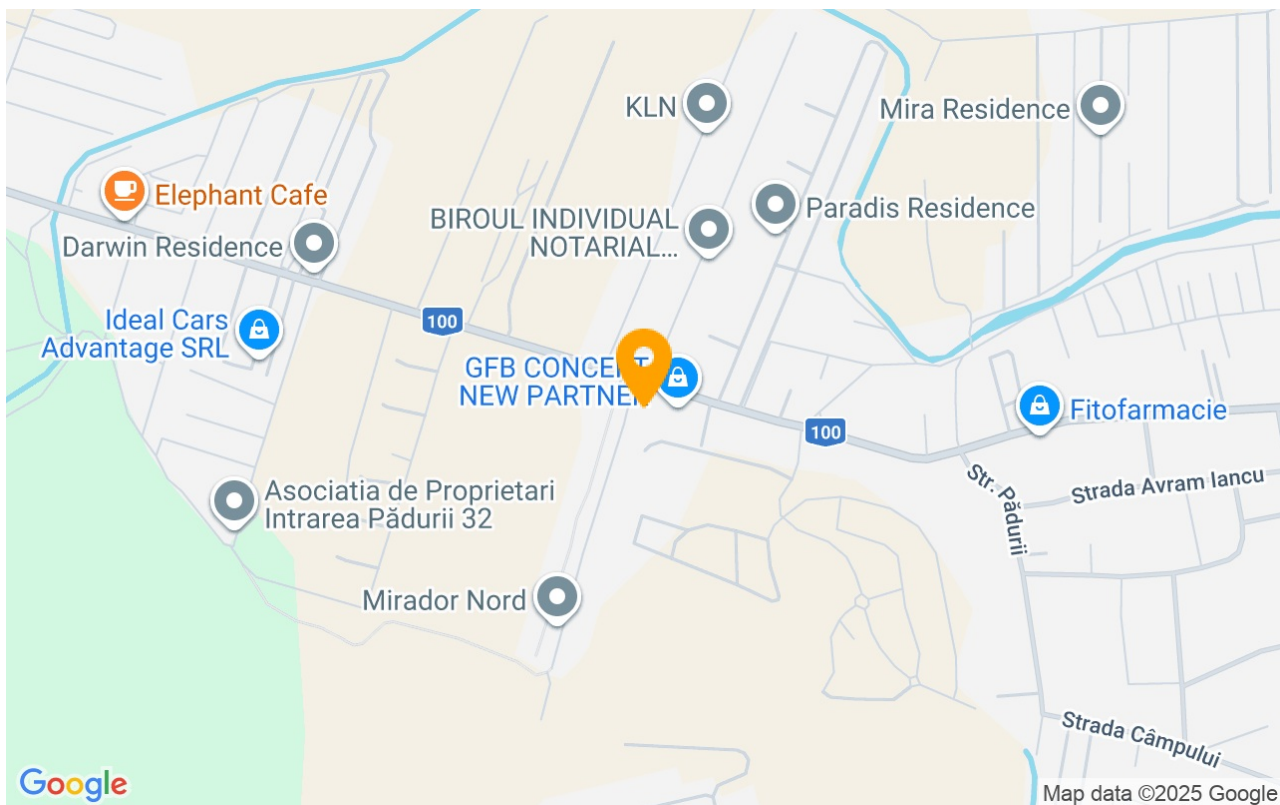 KLN
Mira Residence
Elephant Cafe
BIROUL INDIVIDUAL
NOTARIAL...
Paradis Residence
Darwin Residence
Ideal Cars
Advantage SRL
100
GFB CONCEPT
NEW PARTNER
100
Fitofarmacie
Str. Pădurii
Strada Avram Iancu
Asociatia de Proprietari
Intrarea Pădurii 32
Mirador Nord
Strada Câmpului
Google
Map data ©2025 Google